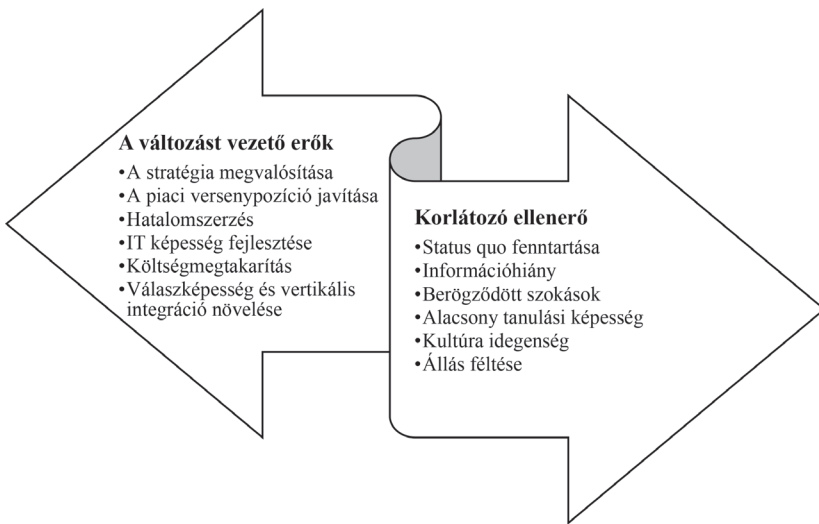 A változást vezető erők
•A stratégia megvalósítása
•A piaci versenypozíció javítása
•Hatalomszerzés
•IT képesség fejlesztése
•Költségmegtakarítás
•Válaszképesség és vertikális
integráció növelése
Korlátozó ellenerő
•Status quo fenntartása
•Információhiány
•Berögződött szokások
•Alacsony tanulási képesség
•Kultúra idegenség
•Állás féltése